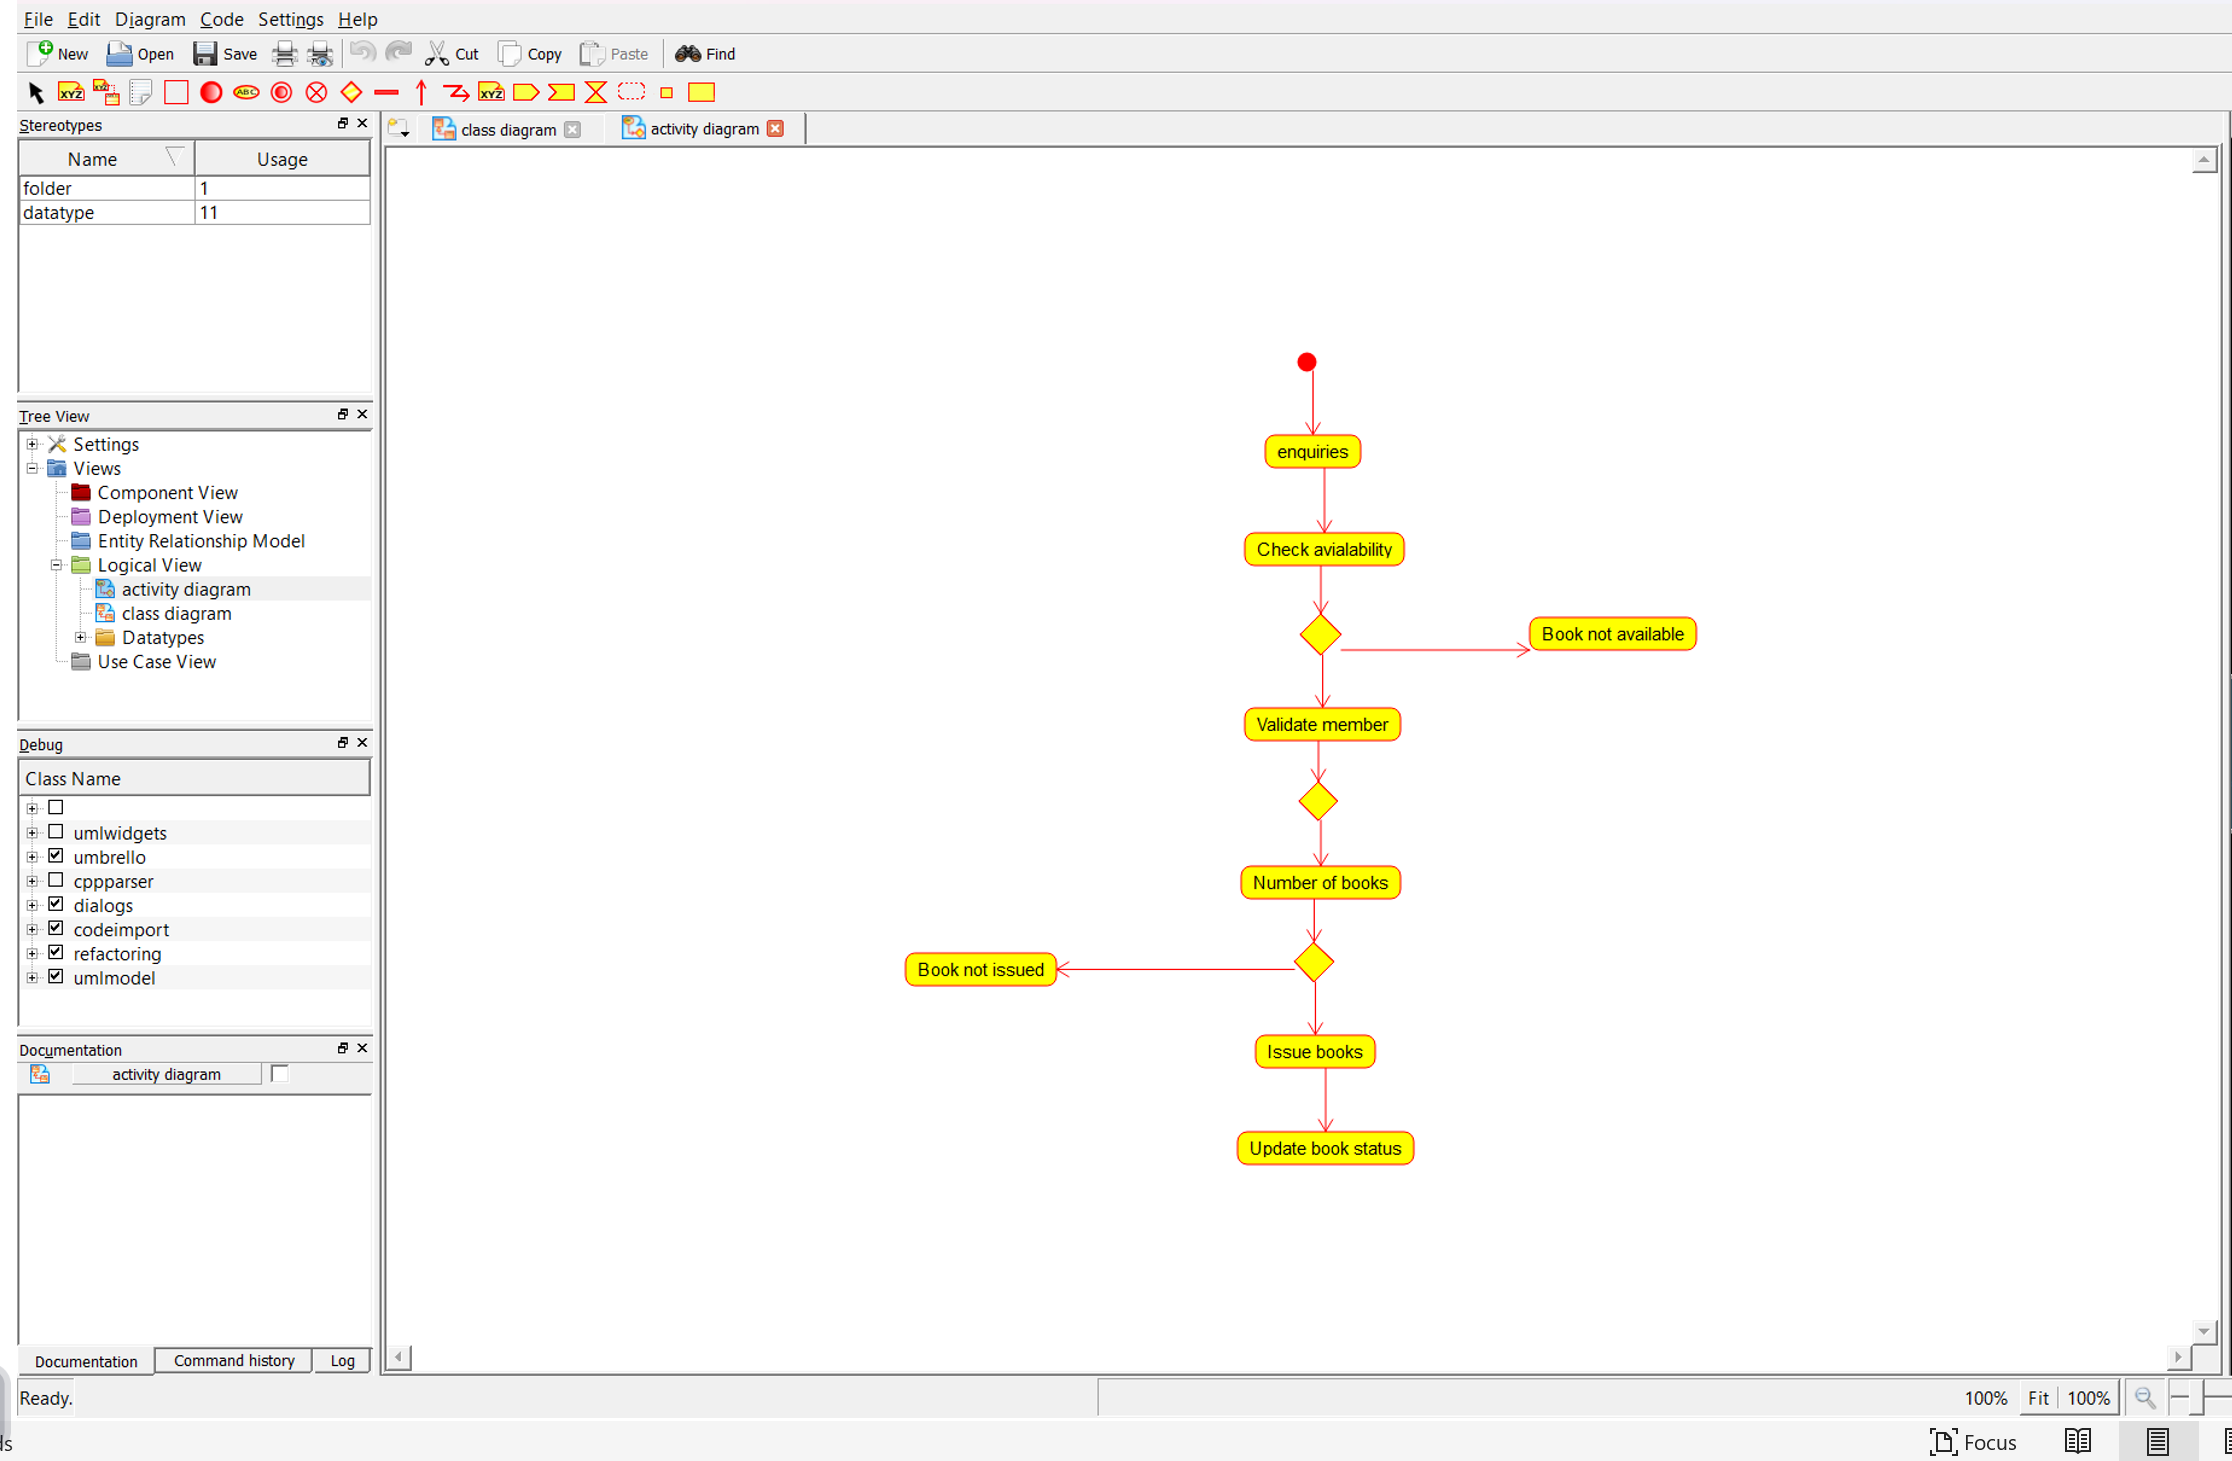 File Edit Diagram Code Settings Help
New Open Save Cut Copy Paste Find
XYZ ABC XYZ
Stereotypes
Name Usage
folder 1
datatype 11
Tree View
Settings
Views
Component View
Deployment View
Entity Relationship Model
Logical View
activity diagram
class diagram
Datatypes
Use Case View
Debug
Class Name
umlwidgets
umbrello
cppparser
dialogs
codeimport
refactoring
umlmodel
Documentation
activity diagram
Documentation Command history Log
class diagram activity diagram
enquiries
Check avialability
Book not available
Validate member
Number of books
Book not issued
Issue books
Update book status
Ready.
100% Fit 100%
Focus